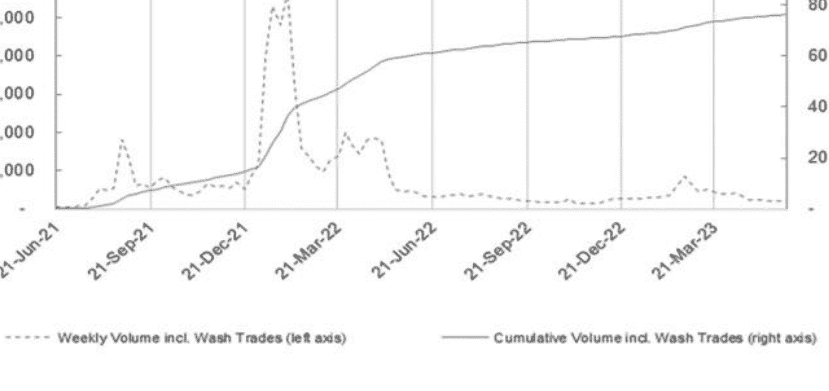 ,000
80
,000
60
,000
40
,000
20
,000
-
-
21-Jun-21
21-Sep-21
21-Dec-21
21-Mar-22
21-Jun-22
21-Sep-22
21-Dec-22
21-Mar-23
Weekly Volume incl. Wash Trades (left axis)
Cumulative Volume incl. Wash Trades (right axis)